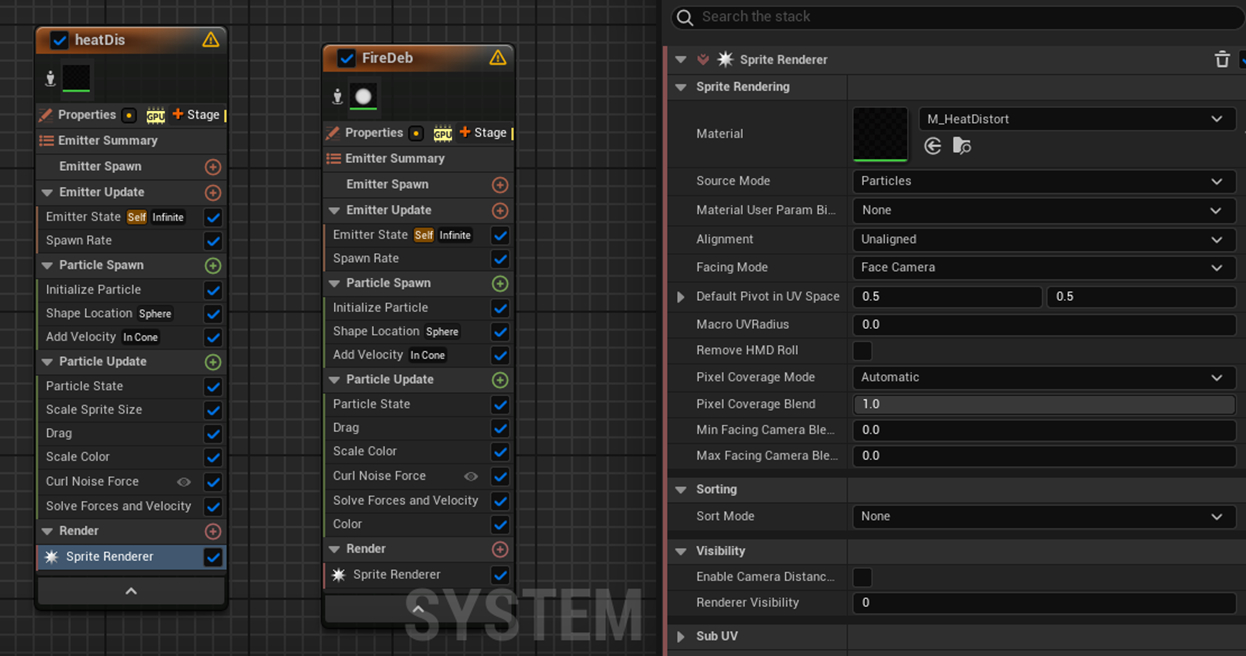 heatDis
Properties GPU Stage
Emitter Summary
Emitter Spawn
Emitter Update
Emitter State Self Infinite
Spawn Rate
Particle Spawn
Initialize Particle
Shape Location Sphere
Add Velocity In Cone
Particle Update
Particle State
Scale Sprite Size
Drag
Scale Color
Curl Noise Force
Solve Forces and Velocity
Render
Sprite Renderer
FireDeb
Properties GPU Stage
Emitter Summary
Emitter Spawn
Emitter Update
Emitter State Self Infinite
Spawn Rate
Particle Spawn
Initialize Particle
Shape Location Sphere
Add Velocity In Cone
Particle Update
Particle State
Drag
Scale Color
Curl Noise Force
Solve Forces and Velocity
Color
Render
Sprite Renderer
SYSTEM
Search the stack
Sprite Renderer
Sprite Rendering
Material M_HeatDistort
Source Mode Particles
Material User Param Bi... None
Alignment Unaligned
Facing Mode Face Camera
Default Pivot in UV Space 0.5 0.5
Macro UVRadius 0.0
Remove HMD Roll
Pixel Coverage Mode Automatic
Pixel Coverage Blend 1.0
Min Facing Camera Ble... 0.0
Max Facing Camera Ble... 0.0
Sorting
Sort Mode None
Visibility
Enable Camera Distanc...
Renderer Visibility 0
Sub UV